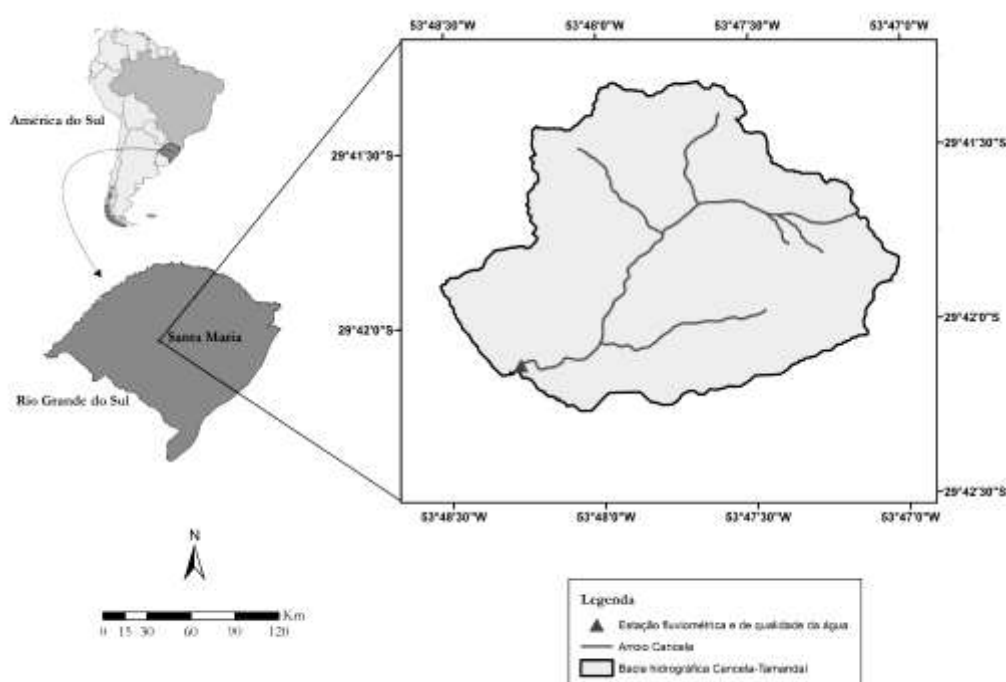 53°48'30"W 53°48'0"W 53°47'30"W 53°47'0"W
América do Sul
29°41'30"S 29°41'30"S
29°42'0"S 29°42'0"S
Santa Maria
Rio Grande do Sul
29°42'30"S
53°48'30"W 53°48'0"W 53°47'30"W 53°47'0"W
N
Km
0 15 30 60 90 120
Legenda
Estação fluviométrica e de qualidade da água
Arroio Cancela
Bacia hidrográfica Cancela-Tamandaí